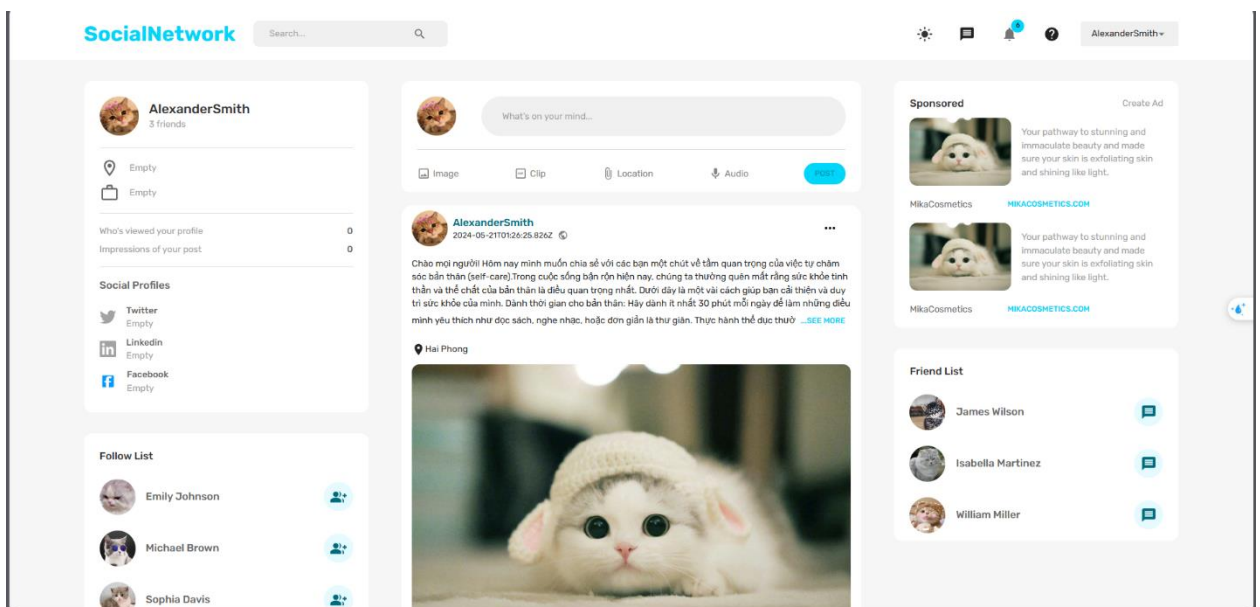 SocialNetwork
Search...
6
AlexanderSmith
AlexanderSmith
3 friends
Empty
Empty
Who's viewed your profile 0
Impressions of your post 0
Social Profiles
Twitter
Empty
Linkedin
Empty
Facebook
Empty
Follow List
Emily Johnson
Michael Brown
Sophia Davis
What's on your mind...
Image Clip Location Audio POST
AlexanderSmith
2024-05-21T01:26:25.826Z
Chào mọi người! Hôm nay mình muốn chia sẻ với các bạn một chút về tầm quan trọng của việc tự chăm
sóc bản thân (self-care).Trong cuộc sống bận rộn hiện nay, chúng ta thường quên mất rằng sức khỏe tinh
thần và thể chất của bản thân là điều quan trọng nhất. Dưới đây là một vài cách giúp bạn cải thiện và duy
trì sức khỏe của mình. Dành thời gian cho bản thân: Hãy dành ít nhất 30 phút mỗi ngày để làm những điều
mình yêu thích như đọc sách, nghe nhạc, hoặc đơn giản là thư giãn. Thực hành thể dục thườ ...SEE MORE
Hai Phong
Sponsored Create Ad
Your pathway to stunning and
immaculate beauty and made
sure your skin is exfoliating skin
and shining like light.
MikaCosmetics MIKACOSMETICS.COM
Your pathway to stunning and
immaculate beauty and made
sure your skin is exfoliating skin
and shining like light.
MikaCosmetics MIKACOSMETICS.COM
Friend List
James Wilson
Isabella Martinez
William Miller